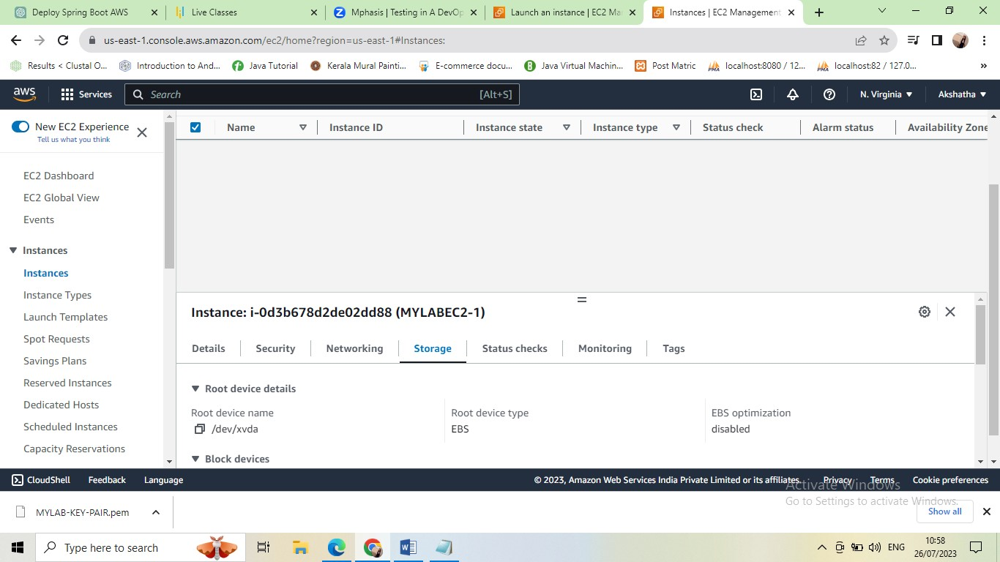 Deploy Spring Boot AWS
Live Classes
Mphasis | Testing in A DevOp
Launch an instance | EC2 Ma
Instances | EC2 Management
us-east-1.console.aws.amazon.com/ec2/home?region=us-east-1#Instances:
Results < Clustal O...
Introduction to And...
Java Tutorial
Kerala Mural Painti...
E-commerce docu...
Java Virtual Machin...
Post Matric
localhost:8080 / 12...
localhost:82 / 127.0...
aws
Services
Search
[Alt+S]
N. Virginia
Akshatha
New EC2 Experience
Tell us what you think
EC2 Dashboard
EC2 Global View
Events
Instances
Instances
Instance Types
Launch Templates
Spot Requests
Savings Plans
Reserved Instances
Dedicated Hosts
Scheduled Instances
Capacity Reservations
Name
Instance ID
Instance state
Instance type
Status check
Alarm status
Availability Zone
Instance: i-0d3b678d2de02dd88 (MYLABEC2-1)
Details
Security
Networking
Storage
Status checks
Monitoring
Tags
Root device details
Root device name
/dev/xvda
Root device type
EBS
EBS optimization
disabled
Block devices
CloudShell
Feedback
Language
© 2023, Amazon Web Services India Private Limited or its affiliates.
Privacy
Terms
Cookie preferences
Activate Windows
Go to Settings to activate Windows.
MYLAB-KEY-PAIR.pem
Show all
Type here to search
ENG
10:58
26/07/2023